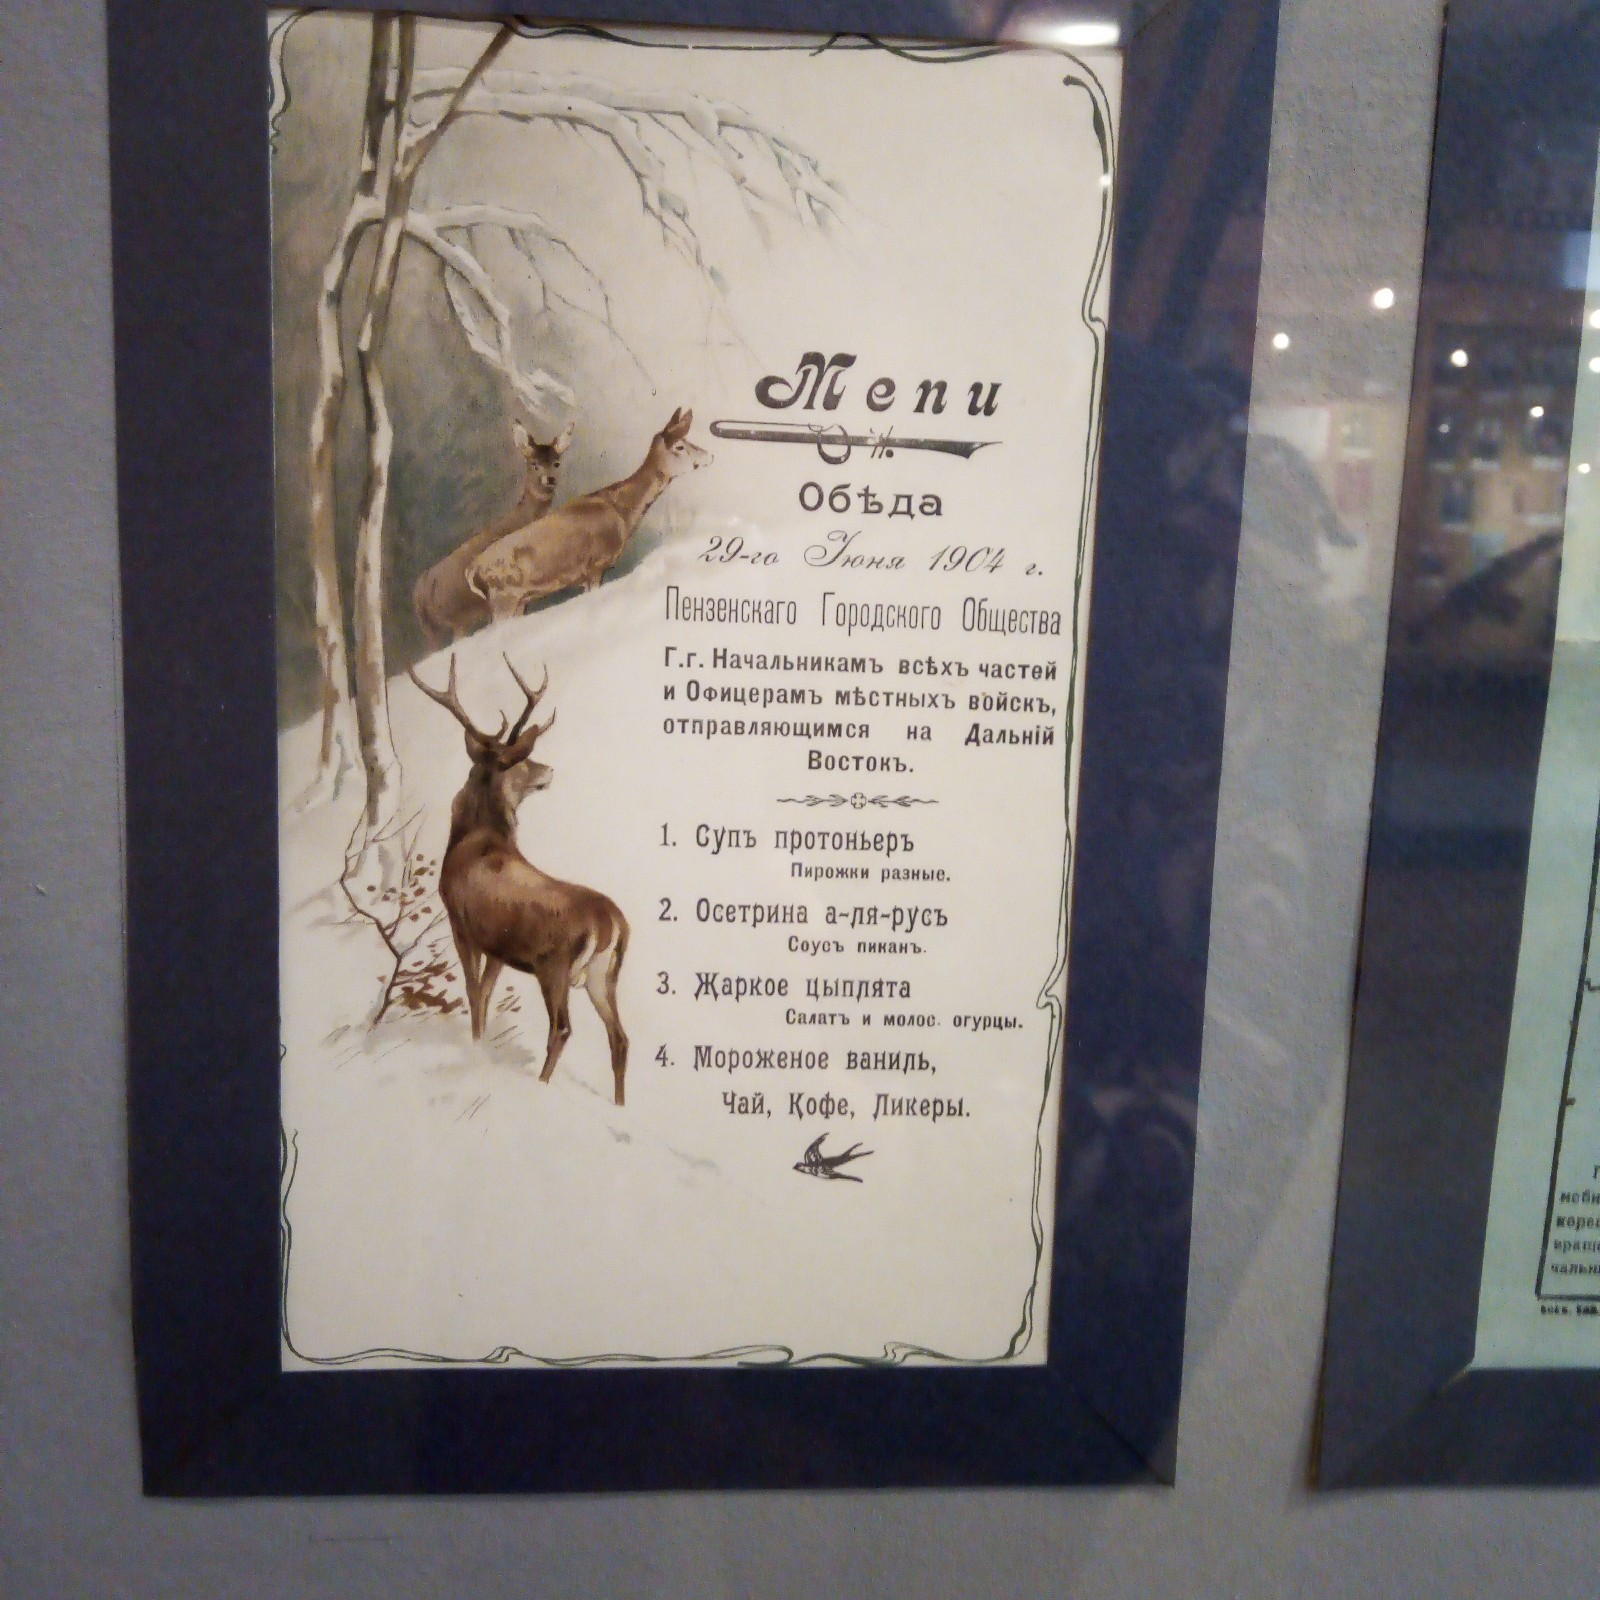 Меnu
Обѣда
29-го Іюня 1904 г.
Пензенскаго Городского Общества
Г.г. Начальникамъ всѣхъ частей
и Офицерамъ мѣстныхъ войскъ,
отправляющимся на Дальній
Востокъ.
1. Супъ протоньеръ
Пирожки разные.
2. Осетрина а-ля-русъ
Соусъ пиканъ.
3. Жаркое цыплята
Салатъ и молос. огурцы.
4. Мороженое ваниль,
Чай, Кофе, Ликеры.